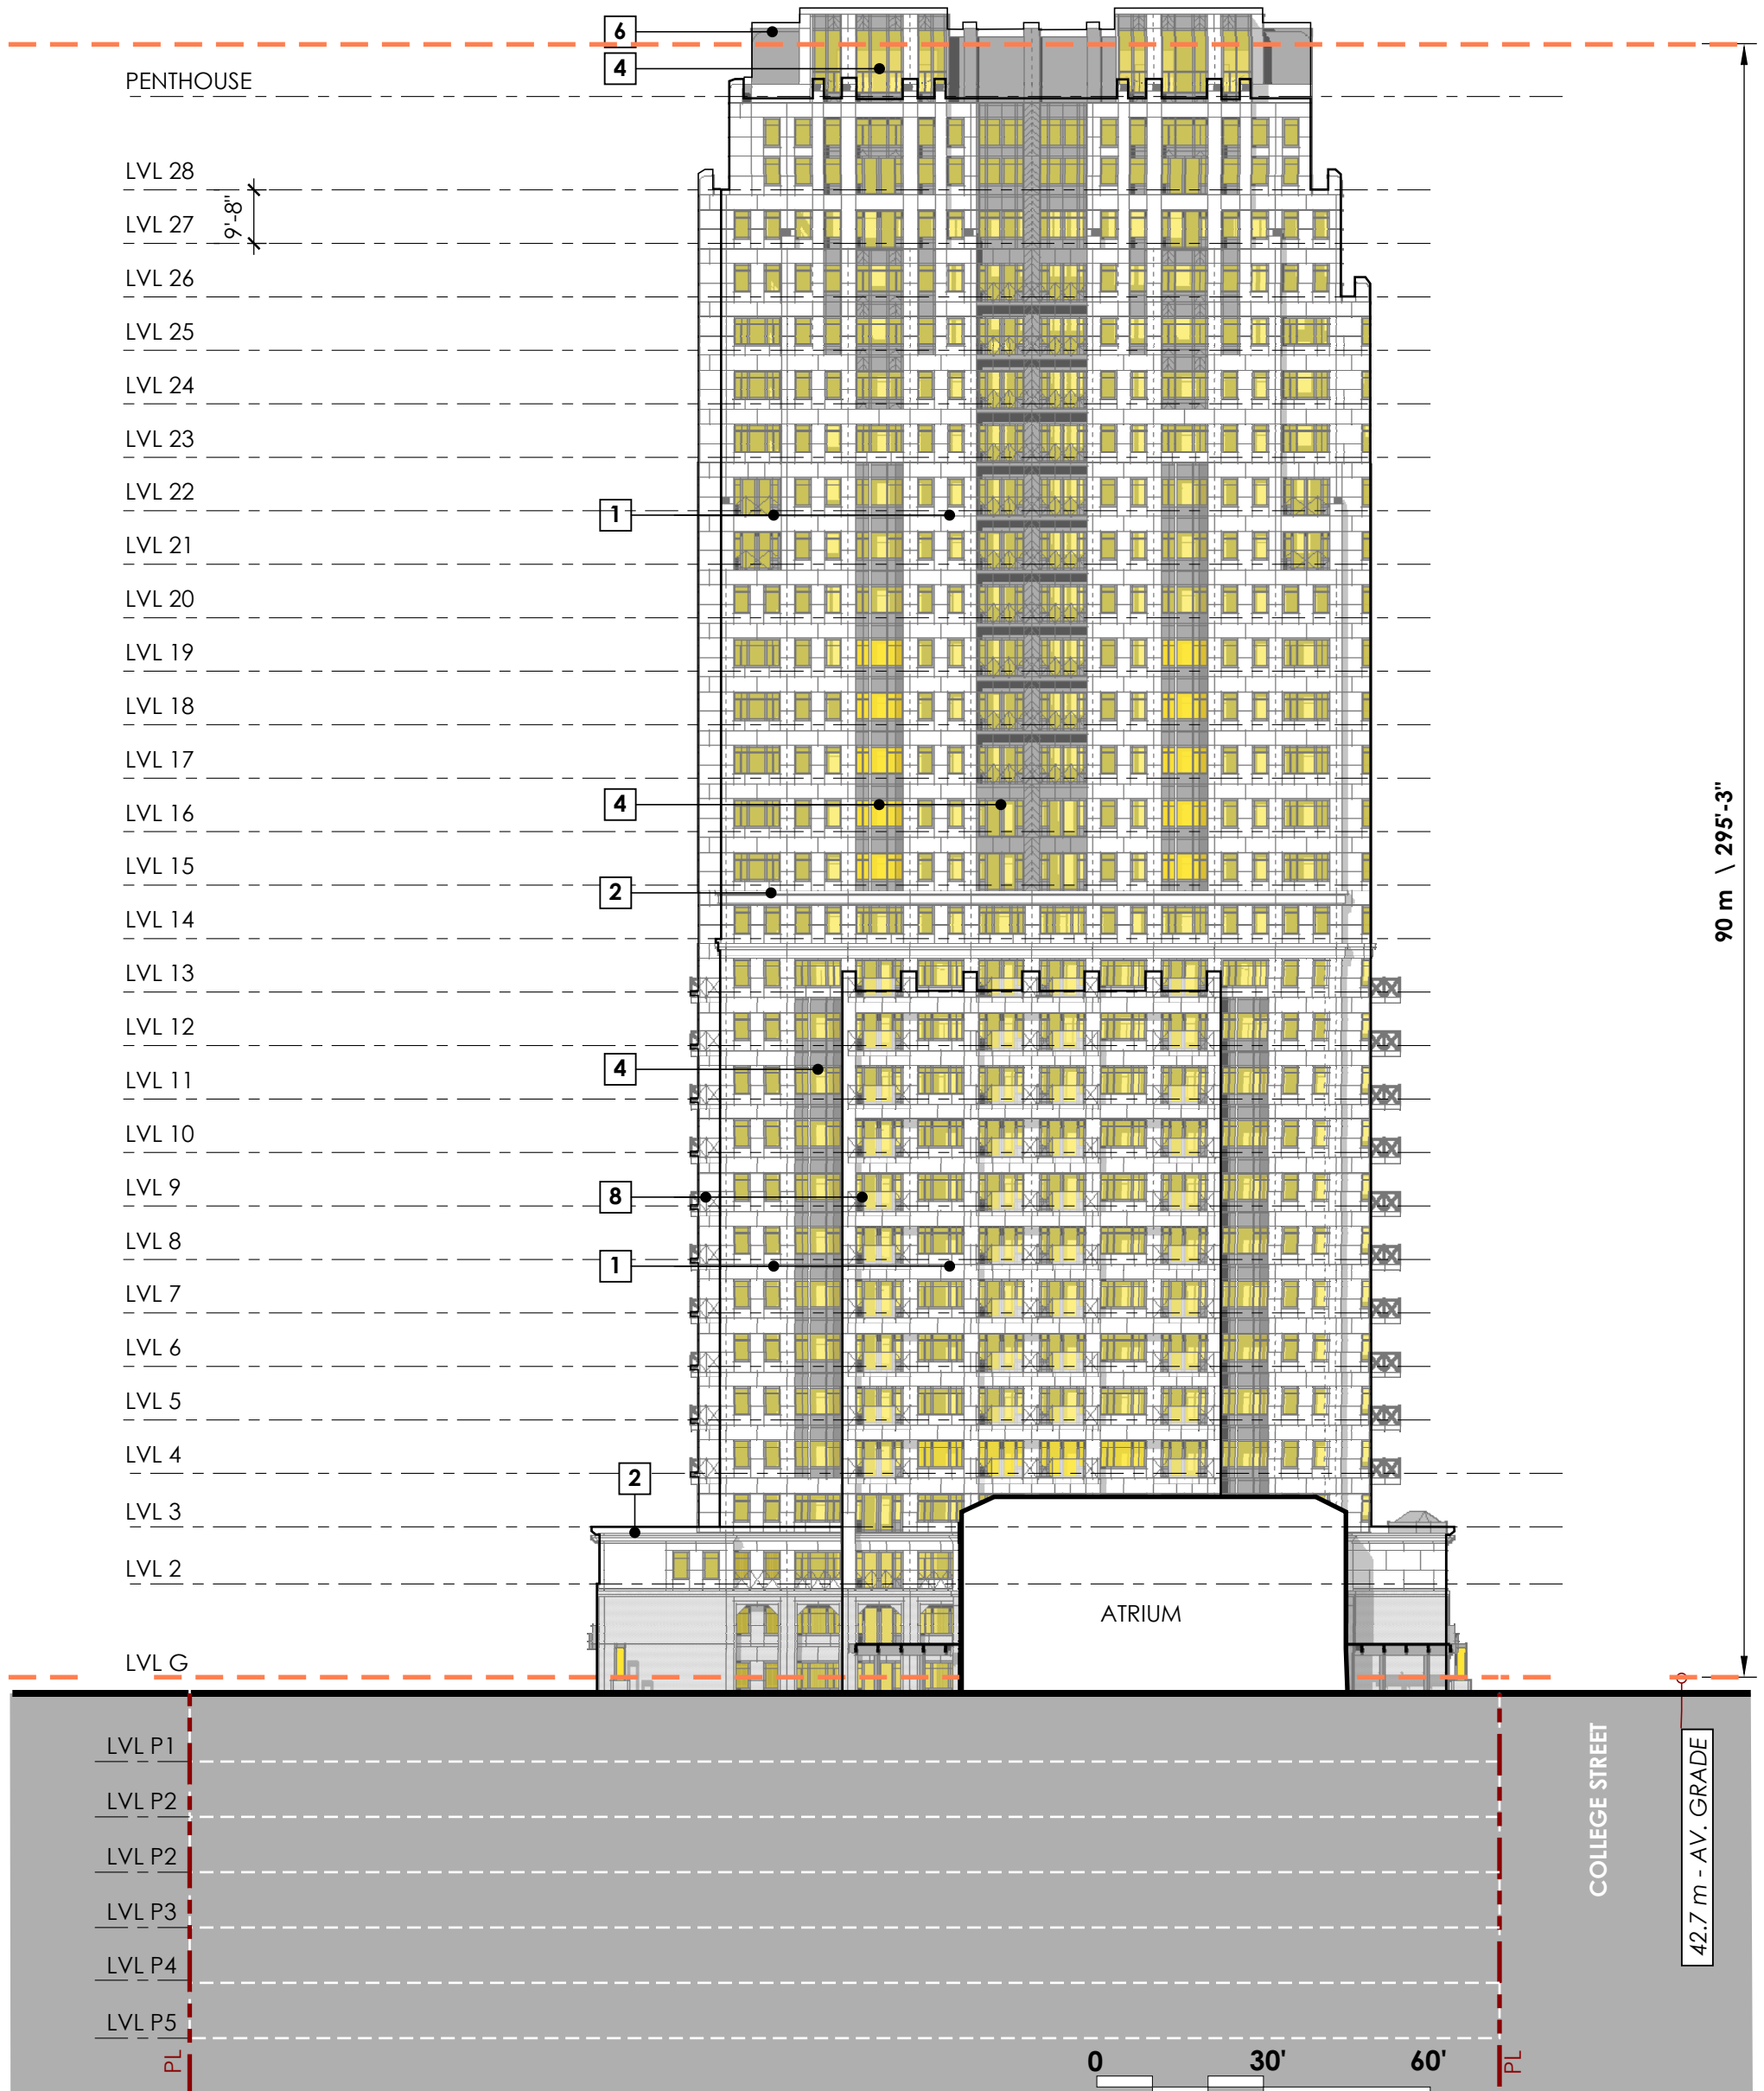 6
4
PENTHOUSE
LVL 28
9'-8"
LVL 27
LVL 26
LVL 25
LVL 24
LVL 23
LVL 22
1
LVL 21
LVL 20
LVL 19
LVL 18
LVL 17
4
LVL 16
LVL 15
2
LVL 14
LVL 13
LVL 12
4
LVL 11
LVL 10
LVL 9
8
LVL 8
1
LVL 7
LVL 6
LVL 5
LVL 4
2
LVL 3
LVL 2
ATRIUM
LVL G
90 m \ 295'-3"
LVL P1
LVL P2
LVL P2
LVL P3
LVL P4
LVL P5
COLLEGE STREET
42.7 m - AV. GRADE
PL
0 30' 60'
PL